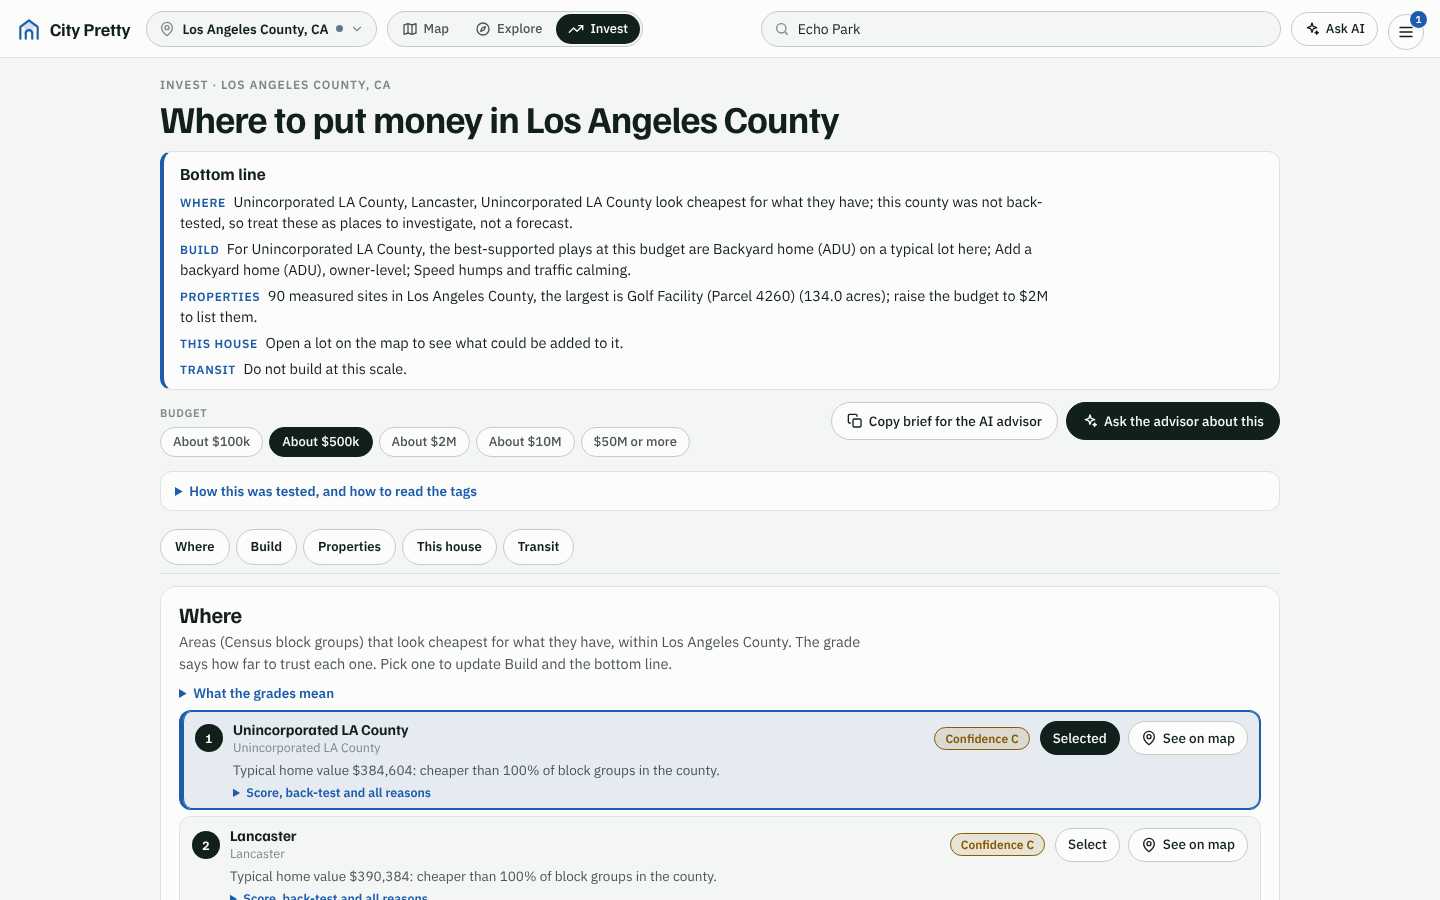 City Pretty
Los Angeles County, CA
Map
Explore
Invest
Echo Park
Ask AI
1
INVEST · LOS ANGELES COUNTY, CA
Where to put money in Los Angeles County
Bottom line
WHERE Unincorporated LA County, Lancaster, Unincorporated LA County look cheapest for what they have; this county was not back-
tested, so treat these as places to investigate, not a forecast.
BUILD For Unincorporated LA County, the best-supported plays at this budget are Backyard home (ADU) on a typical lot here; Add a
backyard home (ADU), owner-level; Speed humps and traffic calming.
PROPERTIES 90 measured sites in Los Angeles County, the largest is Golf Facility (Parcel 4260) (134.0 acres); raise the budget to $2M
to list them.
THIS HOUSE Open a lot on the map to see what could be added to it.
TRANSIT Do not build at this scale.
BUDGET
About $100k
About $500k
About $2M
About $10M
$50M or more
Copy brief for the AI advisor
Ask the advisor about this
How this was tested, and how to read the tags
Where
Build
Properties
This house
Transit
Where
Areas (Census block groups) that look cheapest for what they have, within Los Angeles County. The grade
says how far to trust each one. Pick one to update Build and the bottom line.
What the grades mean
1
Unincorporated LA County
Unincorporated LA County
Confidence C
Selected
See on map
Typical home value $384,604: cheaper than 100% of block groups in the county.
Score, back-test and all reasons
2
Lancaster
Lancaster
Confidence C
Select
See on map
Typical home value $390,384: cheaper than 100% of block groups in the county.
Score, back-test and all reasons